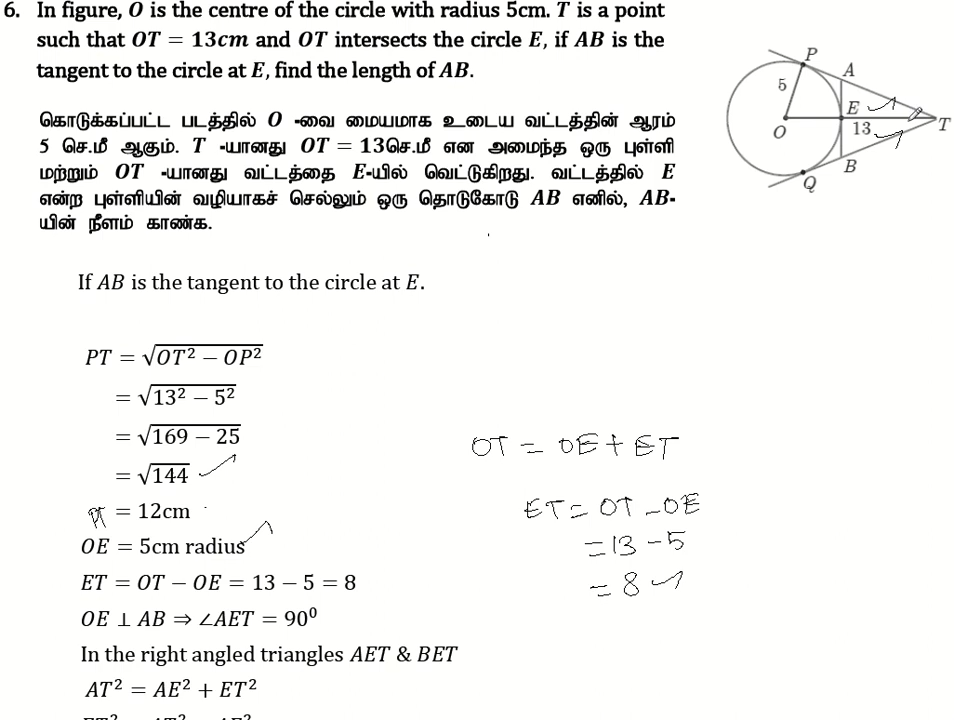 6. In figure, O is the centre of the circle with radius 5cm. T is a point
such that OT = 13cm and OT intersects the circle E, if AB is the
tangent to the circle at E, find the length of AB.
கொடுக்கப்பட்ட படத்தில் O -வை மையமாக உடைய வட்டத்தின் ஆரம்
5 செ.மீ ஆகும். T -யானது OT = 13செ.மீ என அமைந்த ஒரு புள்ளி
மற்றும் OT -யானது வட்டத்தை E-யில் வெட்டுகிறது. வட்டத்தில் E
என்ற புள்ளியின் வழியாகச் செல்லும் ஒரு தொடுகோடு AB எனில், AB-
யின் நீளம் காண்க.
P
A
5
E
O
13
T
B
Q
If AB is the tangent to the circle at E.
PT = √OT² − OP²
= √13² − 5²
= √169 − 25
= √144
PT = 12cm
OE = 5cm radius
ET = OT − OE = 13 − 5 = 8
OE ⊥ AB ⇒ ∠AET = 90⁰
In the right angled triangles AET & BET
AT² = AE² + ET²
OT = OE + ET
ET = OT − OE
= 13 − 5
= 8